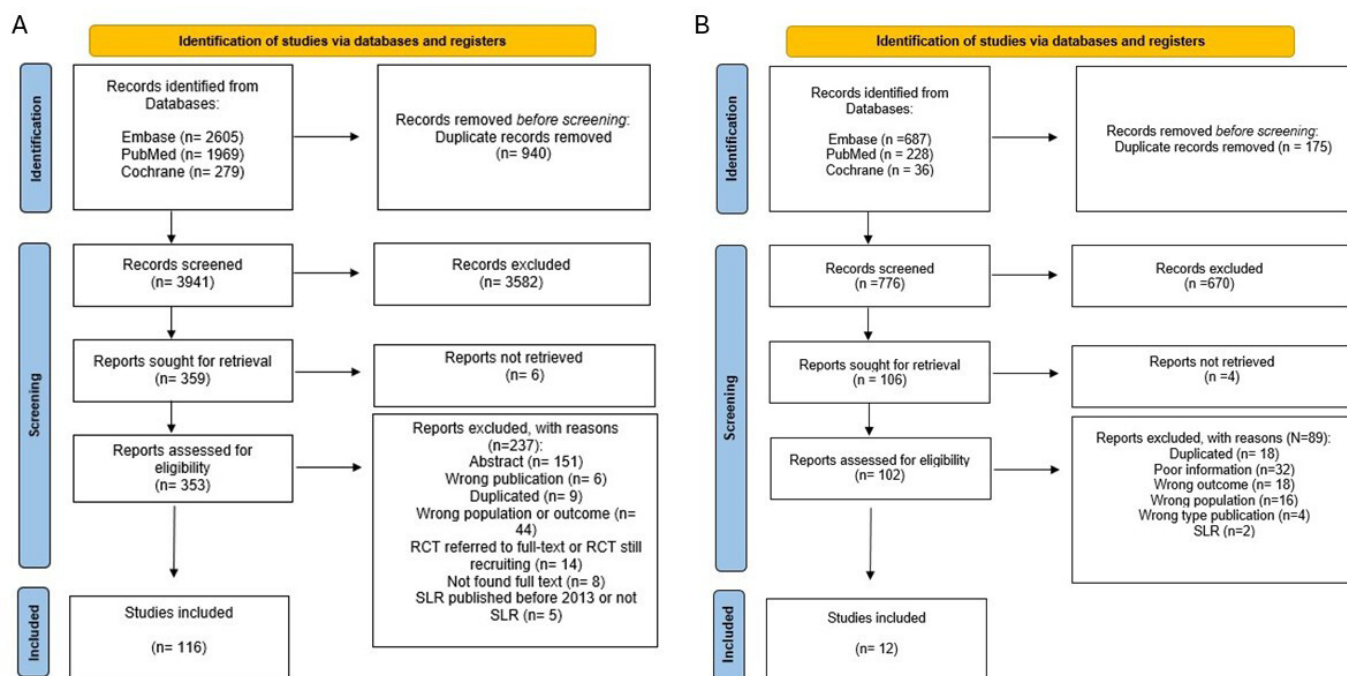 A
Identification of studies via databases and registers
Identification
Records identified from
Databases:
Embase (n= 2605)
PubMed (n= 1969)
Cochrane (n= 279)
Records removed before screening:
Duplicate records removed
(n= 940)
Screening
Records screened
(n= 3941)
Records excluded
(n= 3582)
Reports sought for retrieval
(n= 359)
Reports not retrieved
(n= 6)
Reports assessed for
eligibility
(n= 353)
Reports excluded, with reasons
(n=237):
Abstract (n= 151)
Wrong publication (n= 6)
Duplicated (n= 9)
Wrong population or outcome (n=
44)
RCT referred to full-text or RCT still
recruiting (n= 14)
Not found full text (n= 8)
SLR published before 2013 or not
SLR (n= 5)
Included
Studies included
(n= 116)
B
Identification of studies via databases and registers
Identification
Records identified from
Databases:
Embase (n =687)
PubMed (n = 228)
Cochrane (n = 36)
Records removed before screening:
Duplicate records removed (n = 175)
Screening
Records screened
(n =776)
Records excluded
(n =670)
Reports sought for retrieval
(n = 106)
Reports not retrieved
(n =4)
Reports assessed for eligibility
(n = 102)
Reports excluded, with reasons (N=89):
Duplicated (n= 18)
Poor information (n=32)
Wrong outcome (n= 18)
Wrong population (n=16)
Wrong type publication (n=4)
SLR (n=2)
Included
Studies included
(n= 12)